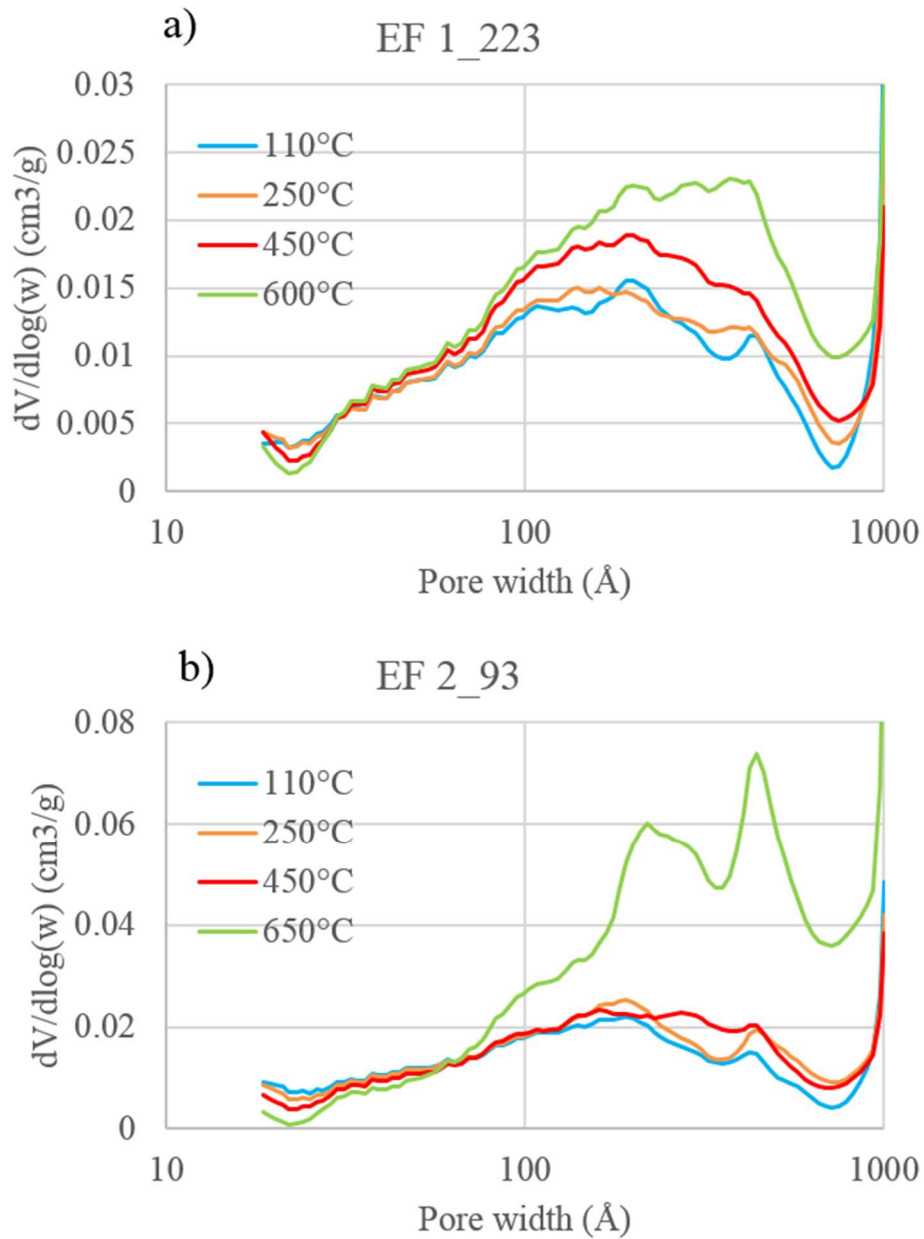 a)
EF 1_223
dV/dlog(w) (cm3/g)
0.03
0.025
0.02
0.015
0.01
0.005
0
110°C
250°C
450°C
600°C
10
100
1000
Pore width (Å)
b)
EF 2_93
dV/dlog(w) (cm3/g)
0.08
0.06
0.04
0.02
0
110°C
250°C
450°C
650°C
10
100
1000
Pore width (Å)